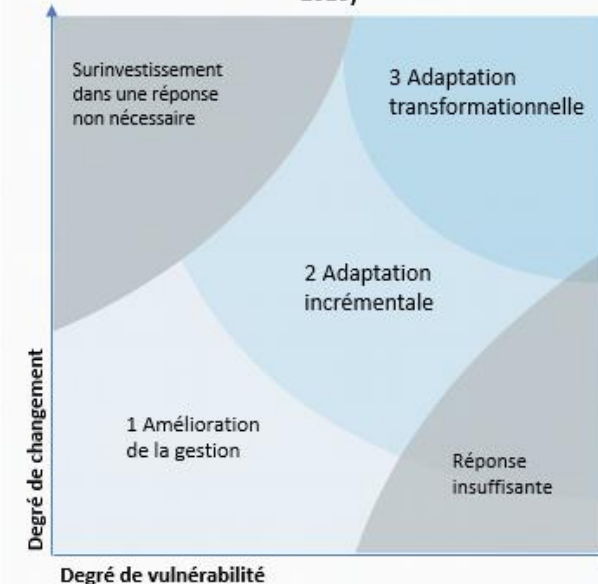 Surinvestissement
dans une réponse
non nécessaire
3 Adaptation
transformationnelle
2 Adaptation
incrémentale
1 Amélioration
de la gestion
Réponse
insuffisante
Degré de changement
Degré de vulnérabilité